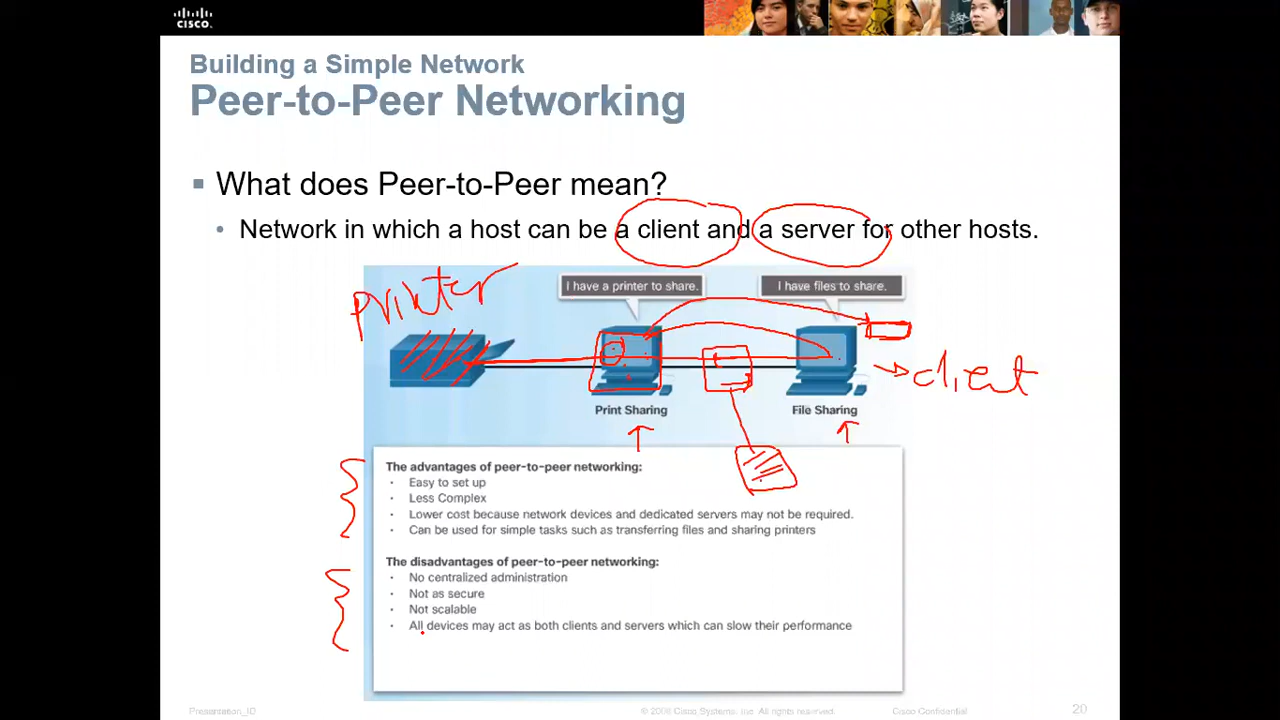 CISCO
Building a Simple Network
Peer-to-Peer Networking
What does Peer-to-Peer mean?
Network in which a host can be a client and a server for other hosts.
printer
I have a printer to share.
I have files to share.
client
Print Sharing
File Sharing
The advantages of peer-to-peer networking:
Easy to set up
Less Complex
Lower cost because network devices and dedicated servers may not be required.
Can be used for simple tasks such as transferring files and sharing printers
The disadvantages of peer-to-peer networking:
No centralized administration
Not as secure
Not scalable
All devices may act as both clients and servers which can slow their performance
Presentation_ID
© 2008 Cisco Systems, Inc. All rights reserved.
Cisco Confidential
20